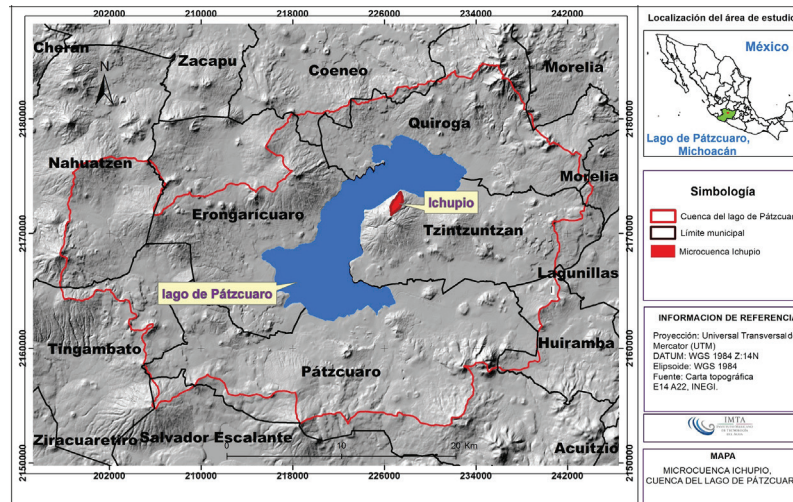 202000 210000 218000 226000 234000 242000
Cherán
Zacapu
Coeneo
Morelia
N
Quiroga
2180000
2180000
Nahuatzen
Morelia
Ichupio
Erongarícuaro
Tzintzuntzan
2170000
2170000
Lagunillas
lago de Pátzcuaro
Huiramba
2160000
2160000
Tingambato
Pátzcuaro
Ziracuaretiro
Salvador Escalante
Acuitzio
0 10 20 Km
2150000
2150000
202000 210000 218000 226000 234000 242000
Localización del área de estudio
México
Lago de Pátzcuaro,
Michoacán
Simbología
Cuenca del lago de Pátzcuar
Límite municipal
Microcuenca Ichupio
INFORMACION DE REFERENCIA
Proyección: Universal Transversal de
Mercator (UTM)
DATUM: WGS 1984 Z:14N
Elipsoide: WGS 1984
Fuente: Carta topográfica
E14 A22, INEGI.
IMTA
MAPA
MICROCUENCA ICHUPIO,
CUENCA DEL LAGO DE PÁTZCUAR